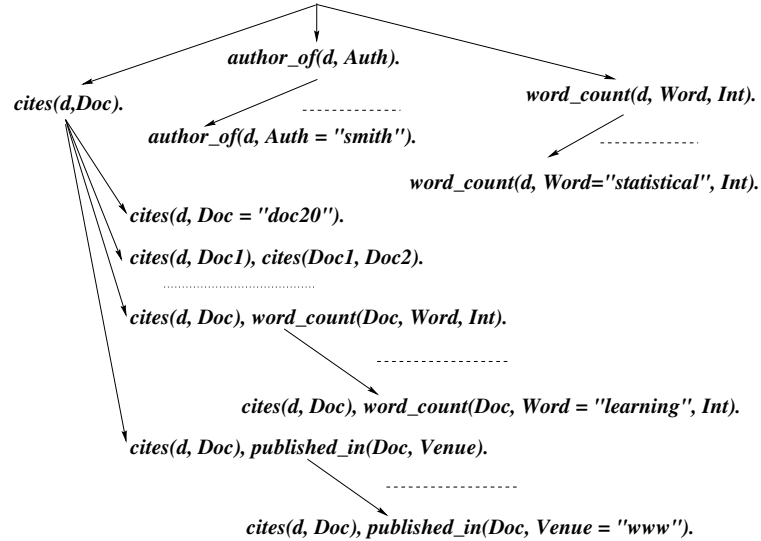 author_of(d, Auth).
cites(d,Doc).
word_count(d, Word, Int).
author_of(d, Auth = "smith").
word_count(d, Word="statistical", Int).
cites(d, Doc = "doc20").
cites(d, Doc1), cites(Doc1, Doc2).
cites(d, Doc), word_count(Doc, Word, Int).
cites(d, Doc), word_count(Doc, Word = "learning", Int).
cites(d, Doc), published_in(Doc, Venue).
cites(d, Doc), published_in(Doc, Venue = "www").